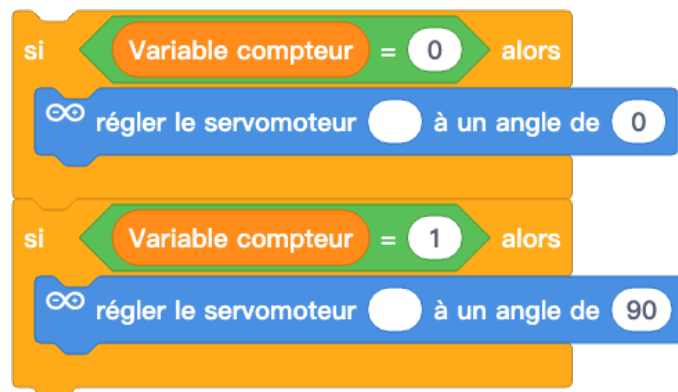 si Variable compteur = 0 alors
régler le servomoteur à un angle de 0
si Variable compteur = 1 alors
régler le servomoteur à un angle de 90